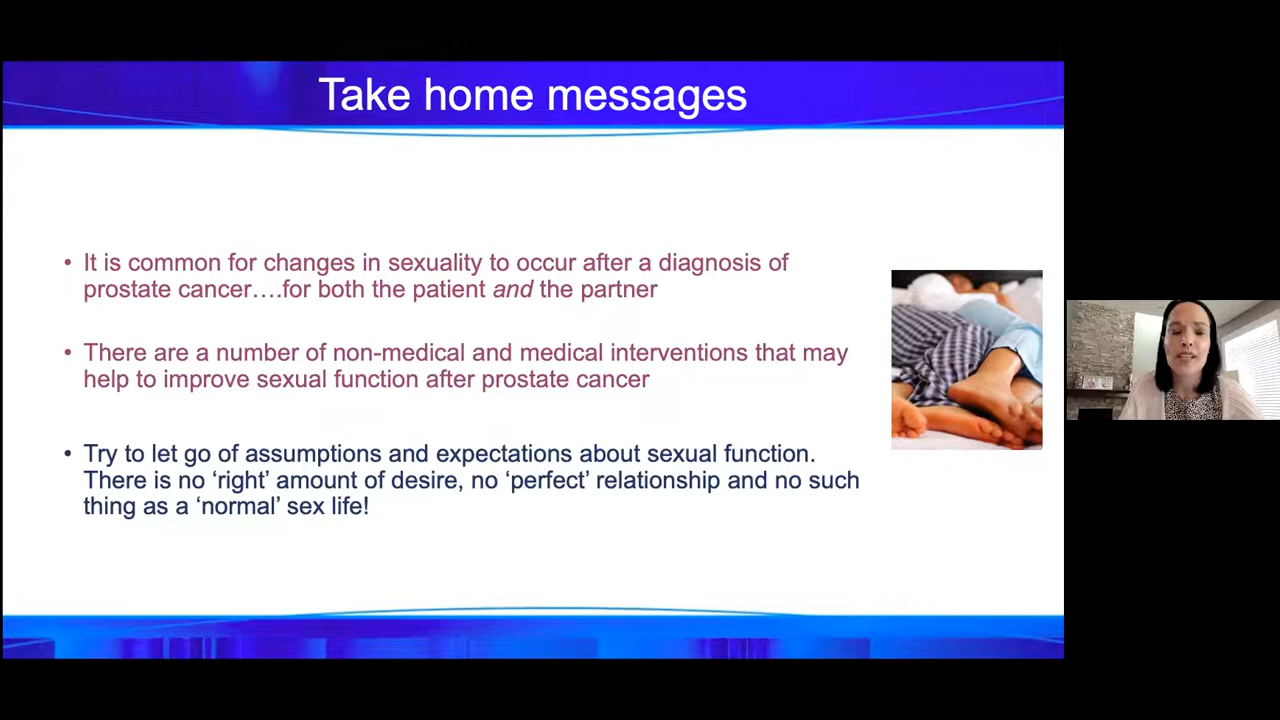 Take home messages
• It is common for changes in sexuality to occur after a diagnosis of
prostate cancer….for both the patient and the partner
• There are a number of non-medical and medical interventions that may
help to improve sexual function after prostate cancer
• Try to let go of assumptions and expectations about sexual function.
There is no ‘right’ amount of desire, no ‘perfect’ relationship and no such
thing as a ‘normal’ sex life!